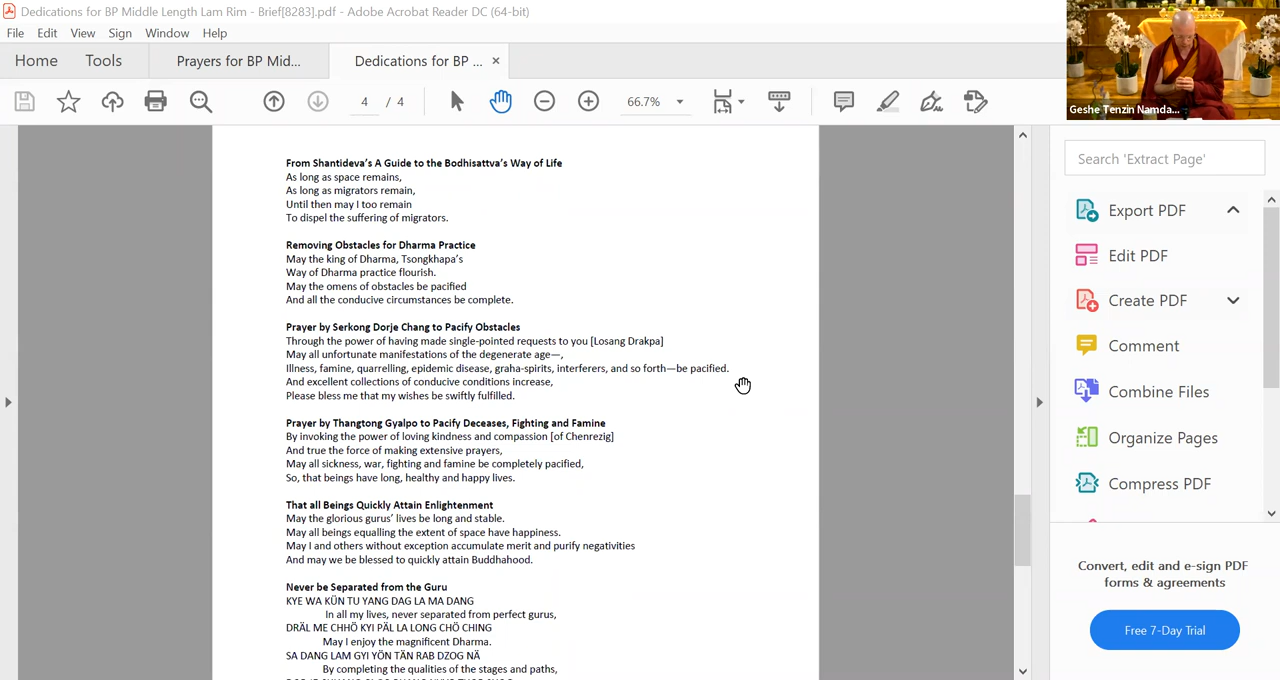 Dedications for BP Middle Length Lam Rim - Brief[8283].pdf - Adobe Acrobat Reader DC (64-bit)
File Edit View Sign Window Help
Home Tools Prayers for BP Mid... Dedications for BP ... ×
4 / 4 66.7%
Geshe Tenzin Namda...
From Shantideva's A Guide to the Bodhisattva's Way of Life
As long as space remains,
As long as migrators remain,
Until then may I too remain
To dispel the suffering of migrators.
Removing Obstacles for Dharma Practice
May the king of Dharma, Tsongkhapa's
Way of Dharma practice flourish.
May the omens of obstacles be pacified
And all the conducive circumstances be complete.
Prayer by Serkong Dorje Chang to Pacify Obstacles
Through the power of having made single-pointed requests to you [Losang Drakpa]
May all unfortunate manifestations of the degenerate age—,
Illness, famine, quarrelling, epidemic disease, graha-spirits, interferers, and so forth—be pacified.
And excellent collections of conducive conditions increase,
Please bless me that my wishes be swiftly fulfilled.
Prayer by Thangtong Gyalpo to Pacify Deceases, Fighting and Famine
By invoking the power of loving kindness and compassion [of Chenrezig]
And true the force of making extensive prayers,
May all sickness, war, fighting and famine be completely pacified,
So, that beings have long, healthy and happy lives.
That all Beings Quickly Attain Enlightenment
May the glorious gurus' lives be long and stable.
May all beings equalling the extent of space have happiness.
May I and others without exception accumulate merit and purify negativities
And may we be blessed to quickly attain Buddhahood.
Never be Separated from the Guru
KYE WA KÜN TU YANG DAG LA MA DANG
In all my lives, never separated from perfect gurus,
DRÄL ME CHHÖ KYI PÄL LA LONG CHÖ CHING
May I enjoy the magnificent Dharma.
SA DANG LAM GYI YÖN TÄN RAB DZOG NÄ
By completing the qualities of the stages and paths,
Search 'Extract Page'
Export PDF
Edit PDF
Create PDF
Comment
Combine Files
Organize Pages
Compress PDF
Convert, edit and e-sign PDF
forms & agreements
Free 7-Day Trial